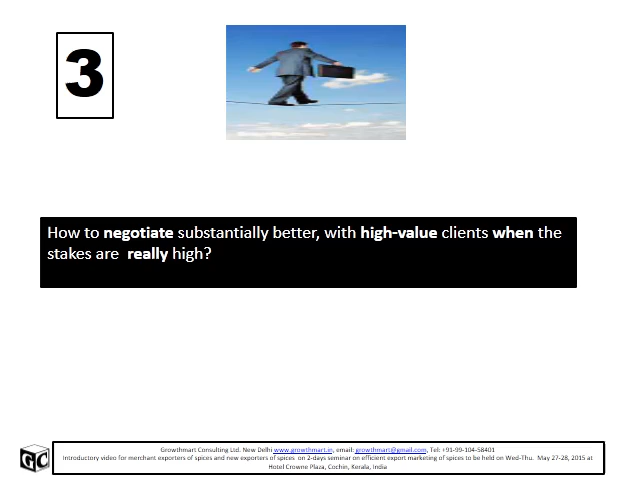 3
How to negotiate substantially better, with high-value clients when the
stakes are really high?
GC
Growthmart Consulting Ltd. New Delhi www.growthmart.in, email: growthmart@gmail.com, Tel: +91-99-104-58401
Introductory video for merchant exporters of spices and new exporters of spices on 2-days seminar on efficient export marketing of spices to be held on Wed-Thu. May 27-28, 2015 at
Hotel Crowne Plaza, Cochin, Kerala, India